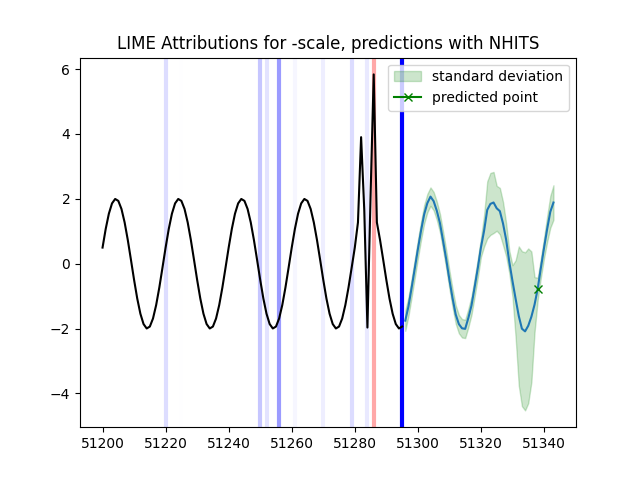 LIME Attributions for -scale, predictions with NHITS
standard deviation
predicted point
6
4
2
0
−2
−4
51200 51220 51240 51260 51280 51300 51320 51340